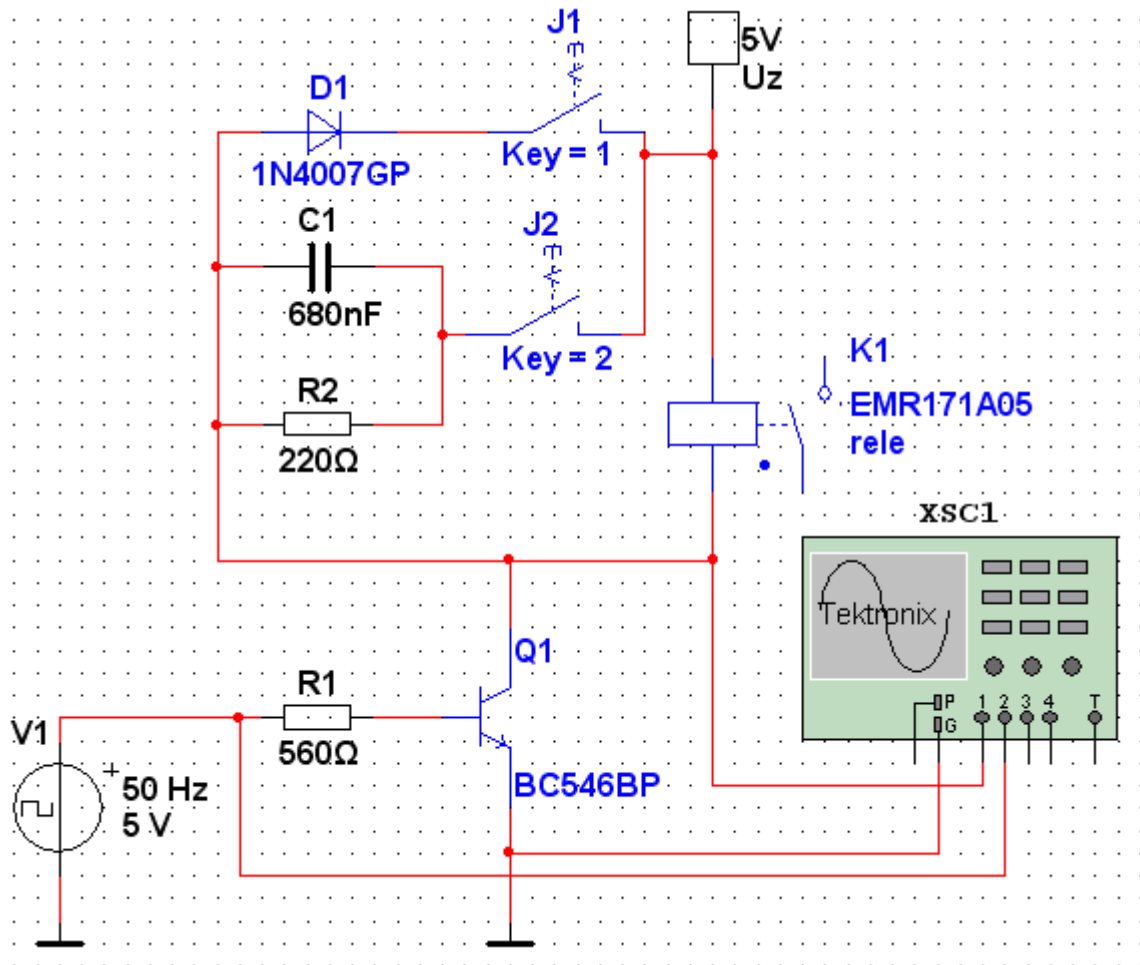 J1
5V
Uz
D1
1N4007GP
Key = 1
C1
680nF
J2
Key = 2
R2
220Ω
K1
EMR171A05
rele
XSC1
Tektronix
P
G
1 2 3 4 T
Q1
R1
560Ω
BC546BP
V1
+
50 Hz
5 V